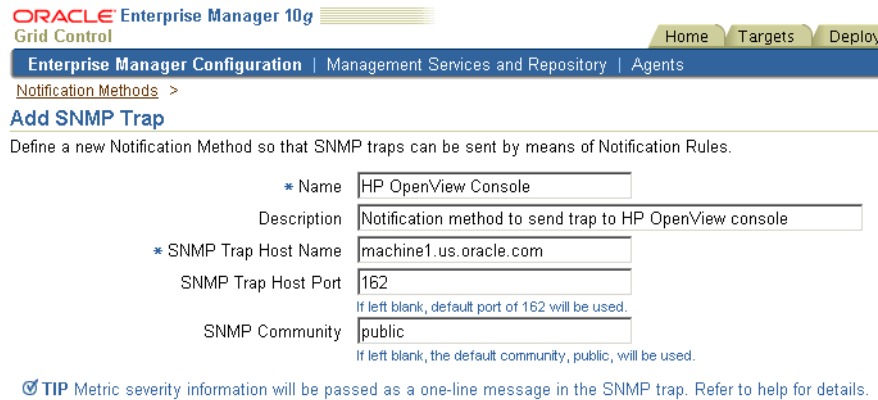 ORACLE Enterprise Manager 10g
Grid Control
Home Targets
Enterprise Manager Configuration | Management Services and Repository | Agents
Notification Methods >
Add SNMP Trap
Define a new Notification Method so that SNMP traps can be sent by means of Notification Rules.
* Name HP OpenView Console
Description Notification method to send trap to HP OpenView console
* SNMP Trap Host Name machine1.us.oracle.com
SNMP Trap Host Port 162
If left blank, default port of 162 will be used.
SNMP Community public
If left blank, the default community, public, will be used.
TIP Metric severity information will be passed as a one-line message in the SNMP trap. Refer to help for details.